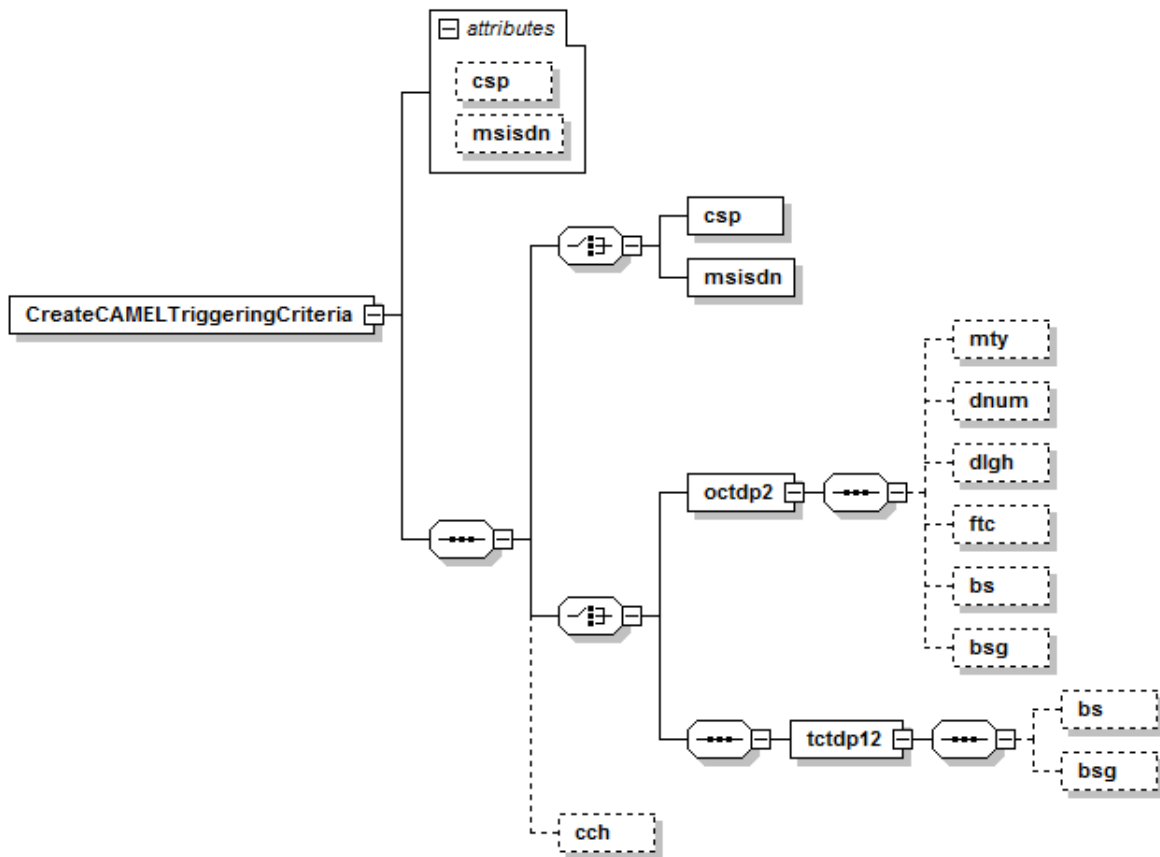 attributes
csp
msisdn
csp
msisdn
CreateCAMELTriggeringCriteria
mty
dnum
dlgh
octdp2
ftc
bs
bsg
bs
tctdp12
bsg
cch